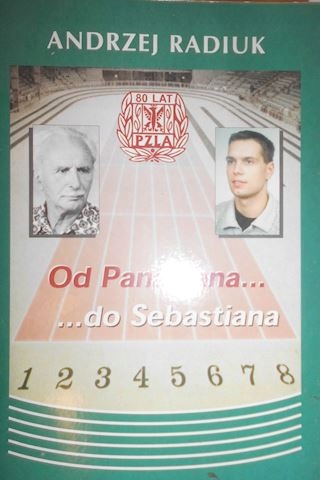 ANDRZEJ RADIUK
80 LAT
PZLA
Od
...do Sebastiana
1 2 3 4 5 6 7 8